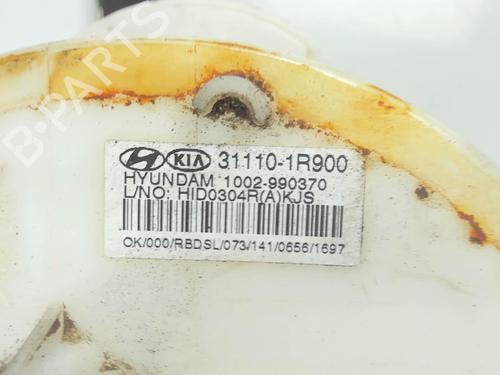 B-PARTS
KIA 31110-1R900
HYUNDAM 1002-990370
L/NO: HID0304R(A)KJS
OK/000/RBDSL/073/141/0656/1697